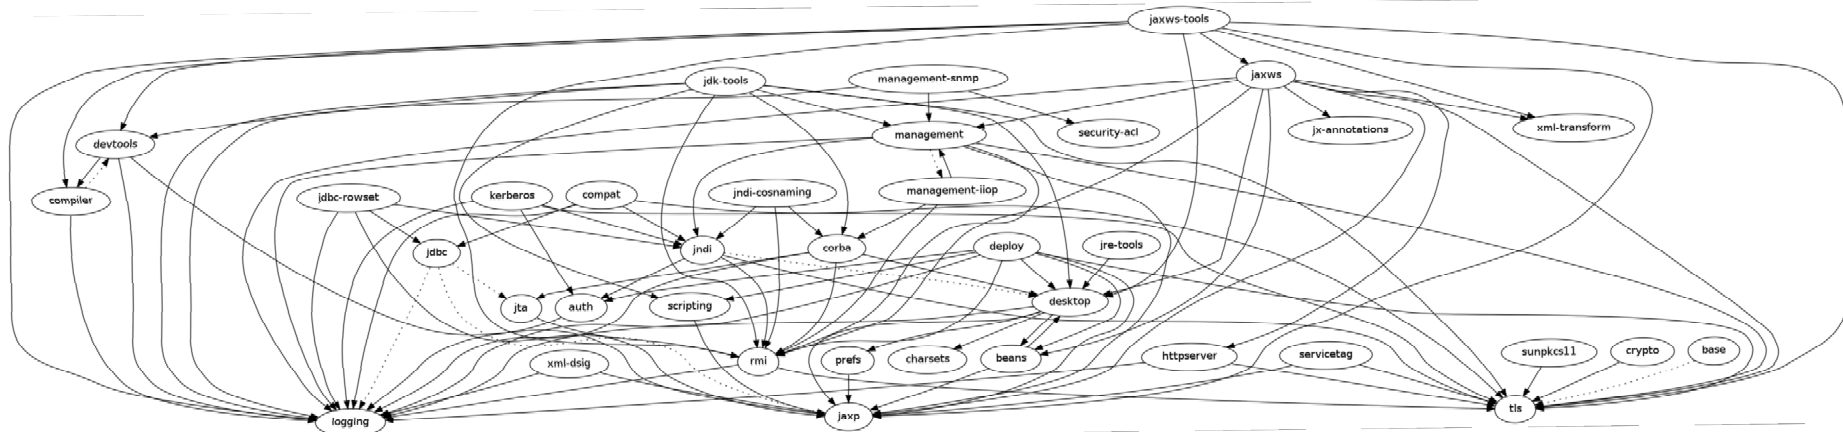 jaxws-tools
jdk-tools
management-snmp
jaxws
devtools
management
security-acl
jx-annotations
xml-transform
compiler
jdbc-rowset
kerberos
compat
jndi-cosnaming
management-iiop
jdbc
jndi
corba
deploy
jre-tools
jta
auth
scripting
desktop
xml-dsig
rmi
prefs
charsets
beans
httpserver
servicetag
sunpkcs11
crypto
base
logging
jaxp
tls